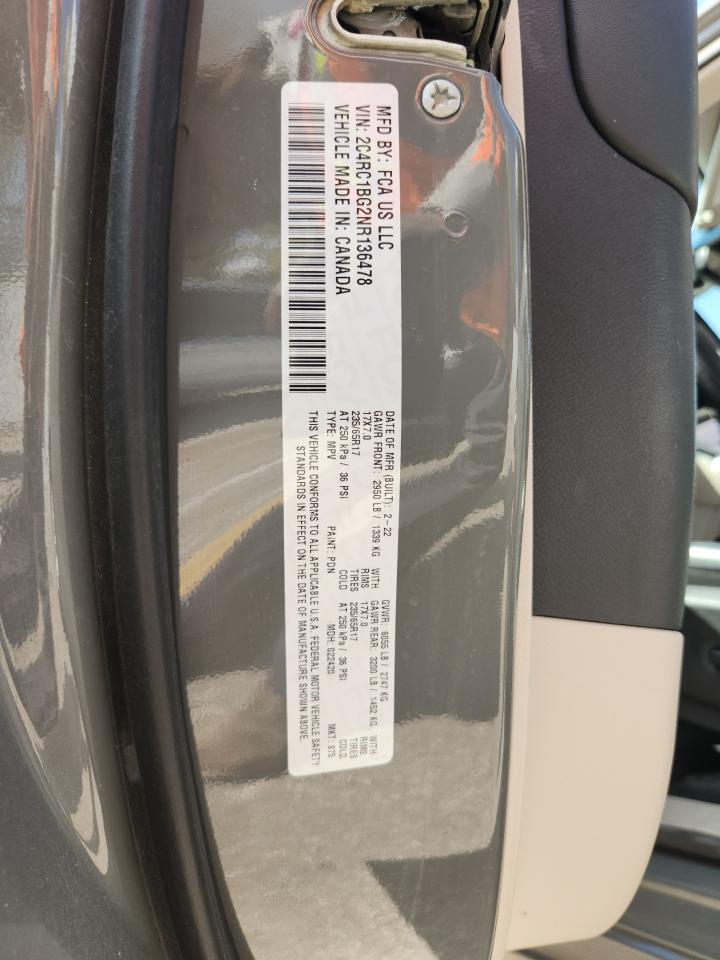 MFD BY: FCA US LLC
VIN: 2C4RC1BG2NR136478
VEHICLE MADE IN: CANADA
DATE OF MFR (BUILT): 2-22 GVWR: 6055 LB / 2747 KG
GAWR FRONT: 2950 LB / 1339 KG WITH GAWR REAR: 3200 LB / 1452 KG WITH
17X7.0 RIMS 17X7.0 RIMS
235/65R17 TIRES 235/65R17 TIRES
AT 250 kPa / 36 PSI COLD AT 250 kPa / 36 PSI COLD
TYPE: MPV PAINT: PDN MDH: 022420 MKT: 875
THIS VEHICLE CONFORMS TO ALL APPLICABLE U.S.A. FEDERAL MOTOR VEHICLE SAFETY
STANDARDS IN EFFECT ON THE DATE OF MANUFACTURE SHOWN ABOVE.